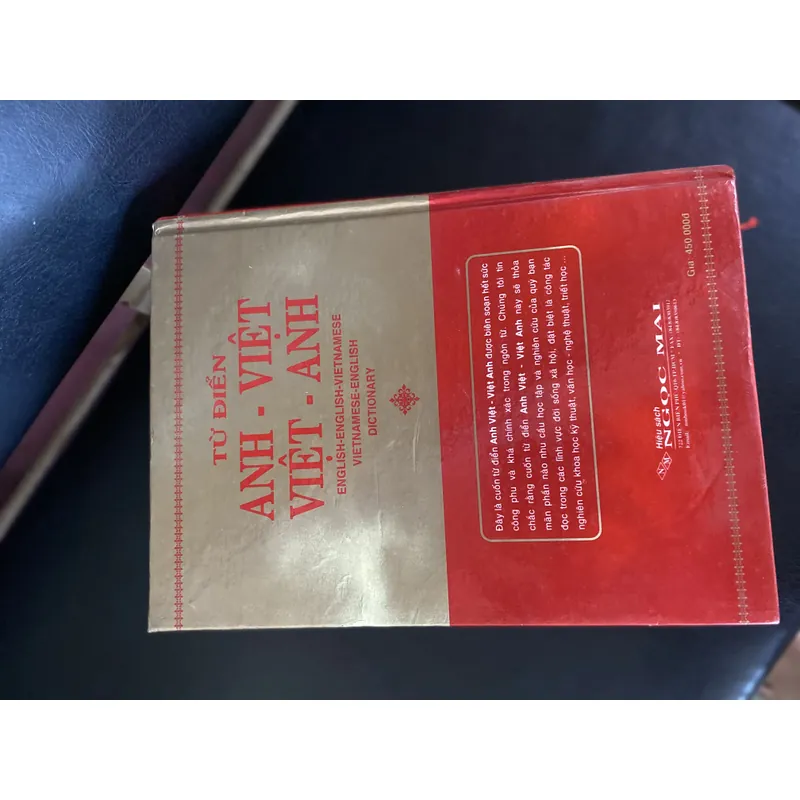 TỪ ĐIỂN
ANH - VIỆT
VIỆT - ANH
ENGLISH-ENGLISH-VIETNAMESE
VIETNAMESE-ENGLISH
DICTIONARY
Đây là cuốn từ điển Anh Việt - Việt Anh được biên soạn hết sức
công phu và khá chính xác trong ngôn từ. Chúng tôi tin
chắc rằng cuốn từ điển Anh Việt - Việt Anh này sẽ thỏa
mãn phần nào nhu cầu học tập và nghiên cứu của quý bạn
đọc trong các lĩnh vực đời sống xã hội, đặt biệt là công tác
nghiên cứu khoa học kỹ thuật, văn học - nghệ thuật, triết học ...
Hiệu sách
NGỌC MAI
Giá 450.000đ